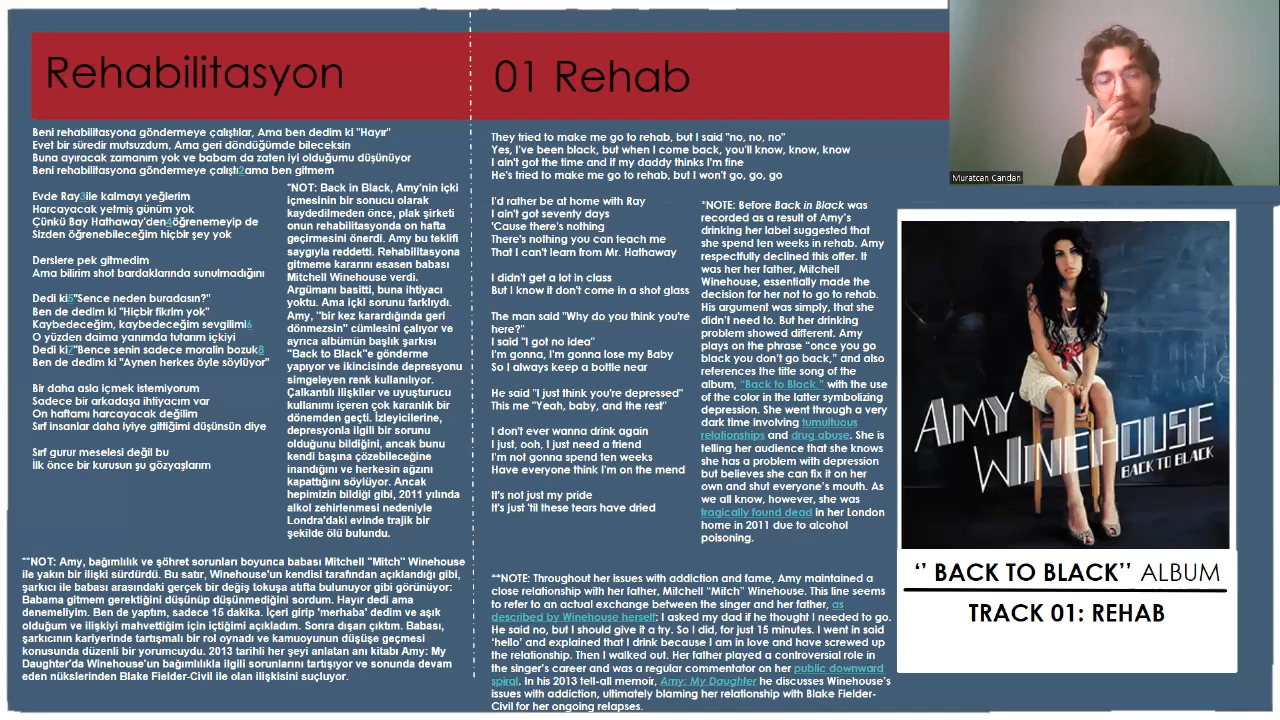 Rehabilitasyon
Beni rehabilitasyona göndermeye çalıştılar, Ama ben dedim ki "Hayır"
Evet bir süredir mutsuzdum, Ama geri döndüğümde bileceksin
Buna ayıracak zamanım yok ve babam da zaten iyi olduğumu düşünüyor
Beni rehabilitasyona göndermeye çalıştı2ama ben gitmem
Evde Ray3ile kalmayı yeğlerim
Harcayacak yetmiş günüm yok
Çünkü Bay Hathaway'den4öğrenemeyip de
Sizden öğrenebileceğim hiçbir şey yok
Derslere pek gitmedim
Ama bilirim shot bardaklarında sunulmadığını
Dedi ki5"Sence neden buradasın?"
Ben de dedim ki "Hiçbir fikrim yok"
Kaybedeceğim, kaybedeceğim sevgilimi6
O yüzden daima yanımda tutarım içkiyi
Dedi ki7"Bence senin sadece moralin bozuk8
Ben de dedim ki "Aynen herkes öyle söylüyor"
Bir daha asla içmek istemiyorum
Sadece bir arkadaşa ihtiyacım var
On haftamı harcayacak değilim
Sırf insanlar daha iyiye gittiğimi düşünsün diye
Sırf gurur meselesi değil bu
İlk önce bir kurusun şu gözyaşlarım
*NOT: Back in Black, Amy'nin içki
içmesinin bir sonucu olarak
kaydedilmeden önce, plak şirketi
onun rehabilitasyonda on hafta
geçirmesini önerdi. Amy bu teklifi
saygıyla reddetti. Rehabilitasyona
gitmeme kararını esasen babası
Mitchell Winehouse verdi.
Argümanı basitti, buna ihtiyacı
yoktu. Ama içki sorunu farklıydı.
Amy, "bir kez karardığında geri
dönmezsin" cümlesini çalıyor ve
ayrıca albümün başlık şarkısı
"Back to Black"e gönderme
yapıyor ve ikincisinde depresyonu
simgeleyen renk kullanılıyor.
Çalkantılı ilişkiler ve uyuşturucu
kullanımı içeren çok karanlık bir
dönemden geçti. İzleyicilerine,
depresyonla ilgili bir sorunu
olduğunu bildiğini, ancak bunu
kendi başına çözebileceğine
inandığını ve herkesin ağzını
kapattığını söylüyor. Ancak
hepimizin bildiği gibi, 2011 yılında
alkol zehirlenmesi nedeniyle
Londra'daki evinde trajik bir
şekilde ölü bulundu.
**NOT: Amy, bağımlılık ve şöhret sorunları boyunca babası Mitchell "Mitch" Winehouse
ile yakın bir ilişki sürdürdü. Bu satır, Winehouse'un kendisi tarafından açıklandığı gibi,
şarkıcı ile babası arasındaki gerçek bir değiş tokuşa atıfta bulunuyor gibi görünüyor:
Babama gitmem gerektiğini düşünüp düşünmediğini sordum. Hayır dedi ama
denemeliyim. Ben de yaptım, sadece 15 dakika. İçeri girip 'merhaba' dedim ve aşık
olduğum ve ilişkiyi mahvettiğim için içtiğimi açıkladım. Sonra dışarı çıktım. Babası,
şarkıcının kariyerinde tartışmalı bir rol oynadı ve kamuoyunun düşüşe geçmesi
konusunda düzenli bir yorumcuydu. 2013 tarihli her şeyi anlatan anı kitabı Amy: My
Daughter'da Winehouse'un bağımlılıkla ilgili sorunlarını tartışıyor ve sonunda devam
eden nükslerinden Blake Fielder-Civil ile olan ilişkisini suçluyor.
01 Rehab
They tried to make me go to rehab, but I said "no, no, no"
Yes, I've been black, but when I come back, you'll know, know, know
I ain't got the time and if my daddy thinks I'm fine
He's tried to make me go to rehab, but I won't go, go, go
I'd rather be at home with Ray
I ain't got seventy days
'Cause there's nothing
There's nothing you can teach me
That I can't learn from Mr. Hathaway
I didn't get a lot in class
But I know it don't come in a shot glass
The man said "Why do you think you're
here?"
I said "I got no idea"
I'm gonna, I'm gonna lose my Baby
So I always keep a bottle near
He said "I just think you're depressed"
This me "Yeah, baby, and the rest"
I don't ever wanna drink again
I just, ooh, I just need a friend
I'm not gonna spend ten weeks
Have everyone think I'm on the mend
It's not just my pride
It's just 'til these tears have dried
*NOTE: Before Back in Black was
recorded as a result of Amy's
drinking her label suggested that
she spend ten weeks in rehab. Amy
respectfully declined this offer. It
was her her father, Mitchell
Winehouse, essentially made the
decision for her not to go to rehab.
His argument was simply, that she
didn't need to. But her drinking
problem showed different. Amy
plays on the phrase "once you go
black you don't go back," and also
references the title song of the
album, "Back to Black," with the use
of the color in the latter symbolizing
depression. She went through a very
dark time involving tumultuous
relationships and drug abuse. She is
telling her audience that she knows
she has a problem with depression
but believes she can fix it on her
own and shut everyone's mouth. As
we all know, however, she was
tragically found dead in her London
home in 2011 due to alcohol
poisoning.
**NOTE: Throughout her issues with addiction and fame, Amy maintained a
close relationship with her father, Mitchell "Mitch" Winehouse. This line seems
to refer to an actual exchange between the singer and her father, as
described by Winehouse herself: I asked my dad if he thought I needed to go.
He said no, but I should give it a try. So I did, for just 15 minutes. I went in said
'hello' and explained that I drink because I am in love and have screwed up
the relationship. Then I walked out. Her father played a controversial role in
the singer's career and was a regular commentator on her public downward
spiral. In his 2013 tell-all memoir, Amy: My Daughter he discusses Winehouse's
issues with addiction, ultimately blaming her relationship with Blake Fielder-
Civil for her ongoing relapses.
Muratcan Candan
AMY
WINEHOUSE
BACK TO BLACK
'' BACK TO BLACK'' ALBUM
TRACK 01: REHAB